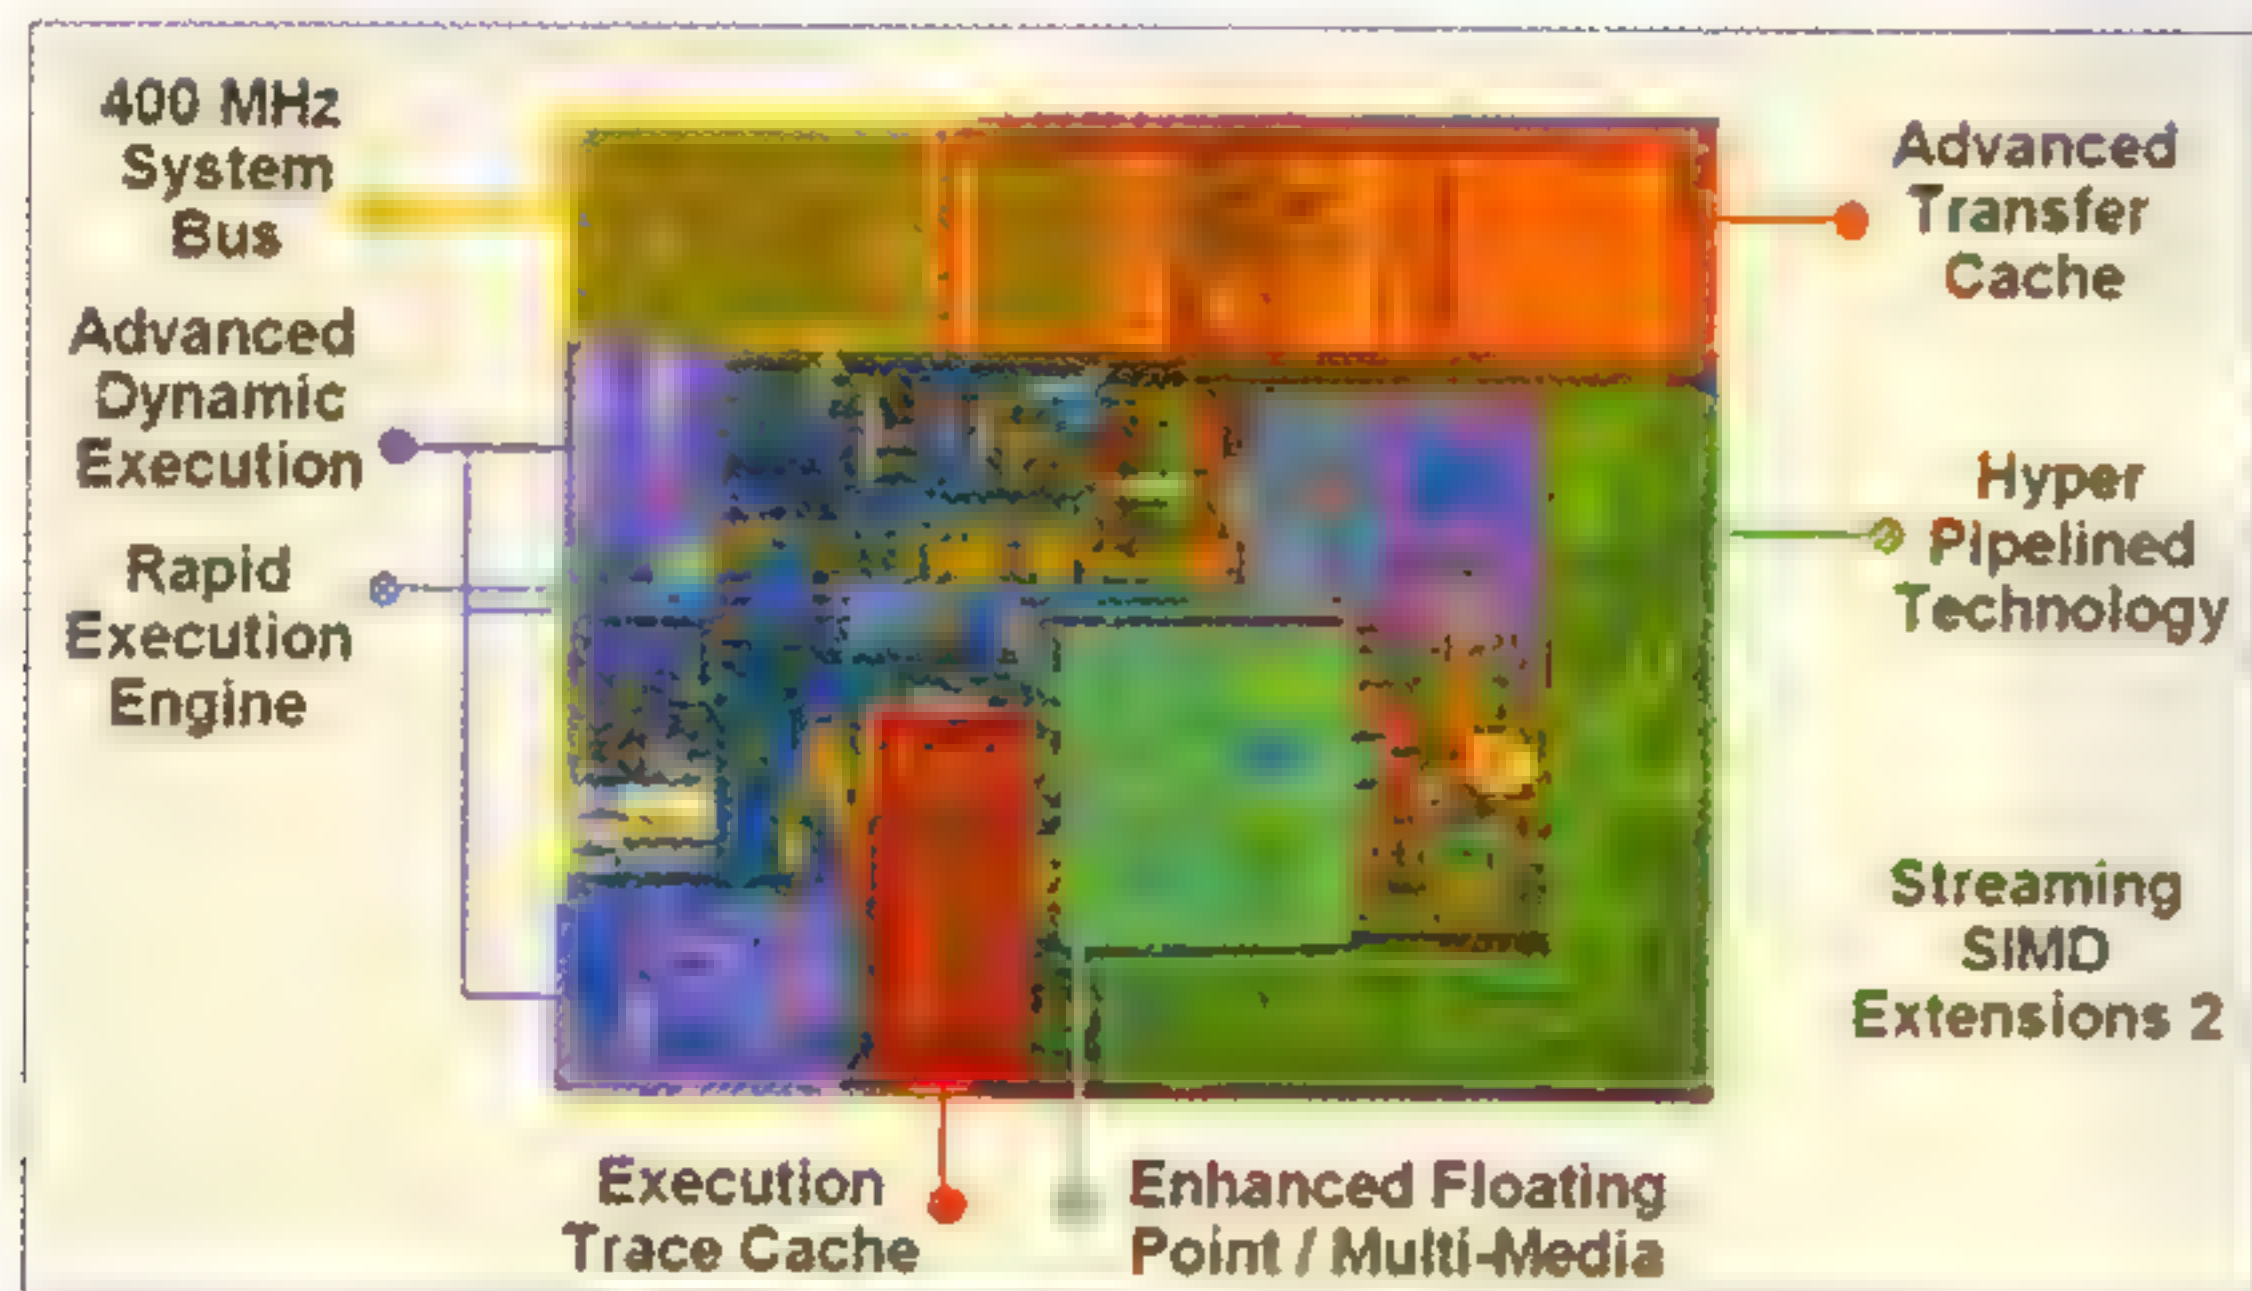 400 MHz
System
Bus
Advanced
Dynamic
Execution
Rapid
Execution
Engine
Advanced
Transfer
Cache
Hyper
Pipelined
Technology
Streaming
SIMD
Extensions 2
Execution
Trace Cache
Enhanced Floating
Point / Multi-Media